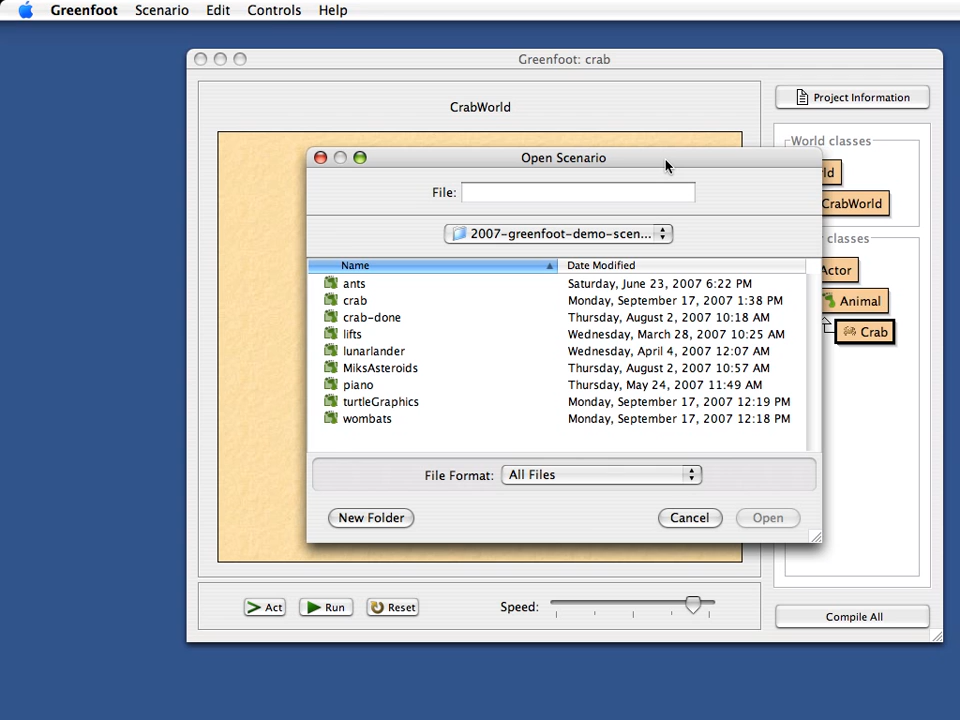 Greenfoot Scenario Edit Controls Help
Greenfoot: crab
CrabWorld
Project Information
World classes
ld
CrabWorld
classes
Actor
Animal
Crab
Open Scenario
File:
2007-greenfoot-demo-scen...
Name Date Modified
ants Saturday, June 23, 2007 6:22 PM
crab Monday, September 17, 2007 1:38 PM
crab-done Thursday, August 2, 2007 10:18 AM
lifts Wednesday, March 28, 2007 10:25 AM
lunarlander Wednesday, April 4, 2007 12:07 AM
MiksAsteroids Thursday, August 2, 2007 10:57 AM
piano Thursday, May 24, 2007 11:49 AM
turtleGraphics Monday, September 17, 2007 12:19 PM
wombats Monday, September 17, 2007 12:18 PM
File Format: All Files
New Folder Cancel Open
Act Run Reset Speed:
Compile All